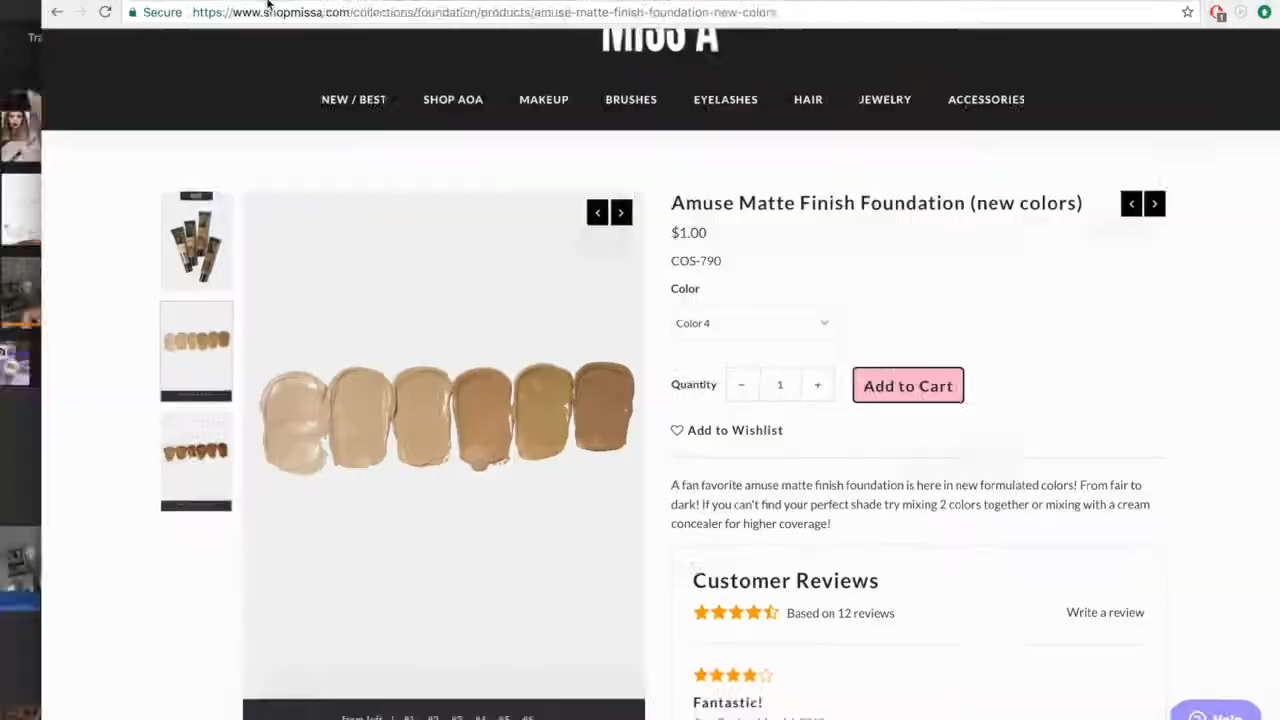 Secure https://www.shopmissa.com/collections/foundation/products/amuse-matte-finish-foundation-new-colors
1
Tra
MISS A
NEW / BEST SHOP AOA MAKEUP BRUSHES EYELASHES HAIR JEWELRY ACCESSORIES
Amuse Matte Finish Foundation (new colors)
$1.00
COS-790
Color
Color 4
Quantity − 1 + Add to Cart
Add to Wishlist
A fan favorite amuse matte finish foundation is here in new formulated colors! From fair to
dark! If you can't find your perfect shade try mixing 2 colors together or mixing with a cream
concealer for higher coverage!
Customer Reviews
Based on 12 reviews Write a review
Fantastic!
Help